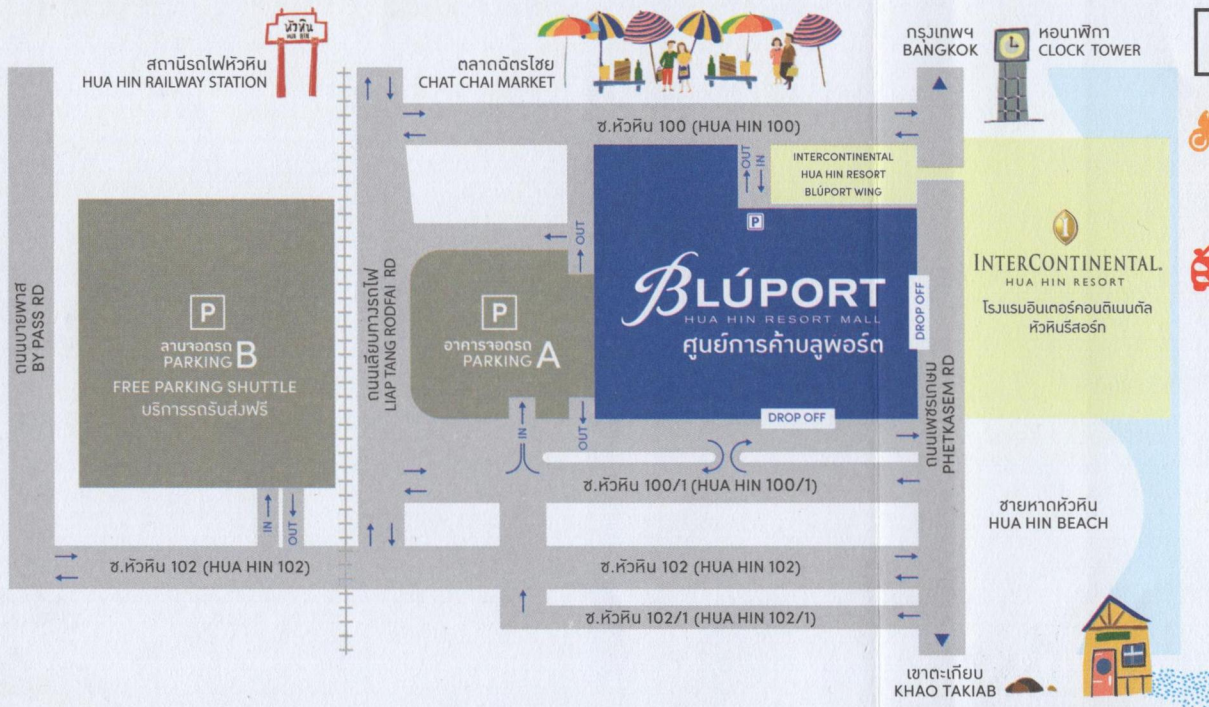 หัวหิน
HUA HIN
สถานีรถไฟหัวหิน
HUA HIN RAILWAY STATION
ตลาดฉัตรไชย
CHAT CHAI MARKET
กรุงเทพฯ
BANGKOK
หอนาฬิกา
CLOCK TOWER
ซ.หัวหิน 100 (HUA HIN 100)
OUT
IN
INTERCONTINENTAL
HUA HIN RESORT
BLÚPORT WING
P
ถนนบายพาส
BY PASS RD
P
ลานจอดรถ
PARKING B
FREE PARKING SHUTTLE
บริการรถรับส่งฟรี
IN
OUT
ถนนเลียบทางรถไฟ
LIAP TANG RODFAI RD
P
อาคารจอดรถ
PARKING A
OUT
IN
OUT
BLÚPORT
HUA HIN RESORT MALL
ศูนย์การค้าบลูพอร์ต
DROP OFF
DROP OFF
ถนนเพชรเกษม
PHETKASEM RD
INTERCONTINENTAL.
HUA HIN RESORT
โรงแรมอินเตอร์คอนติเนนตัล
หัวหินรีสอร์ท
ซ.หัวหิน 100/1 (HUA HIN 100/1)
ชายหาดหัวหิน
HUA HIN BEACH
ซ.หัวหิน 102 (HUA HIN 102)
ซ.หัวหิน 102 (HUA HIN 102)
ซ.หัวหิน 102/1 (HUA HIN 102/1)
เขาตะเกียบ
KHAO TAKIAB